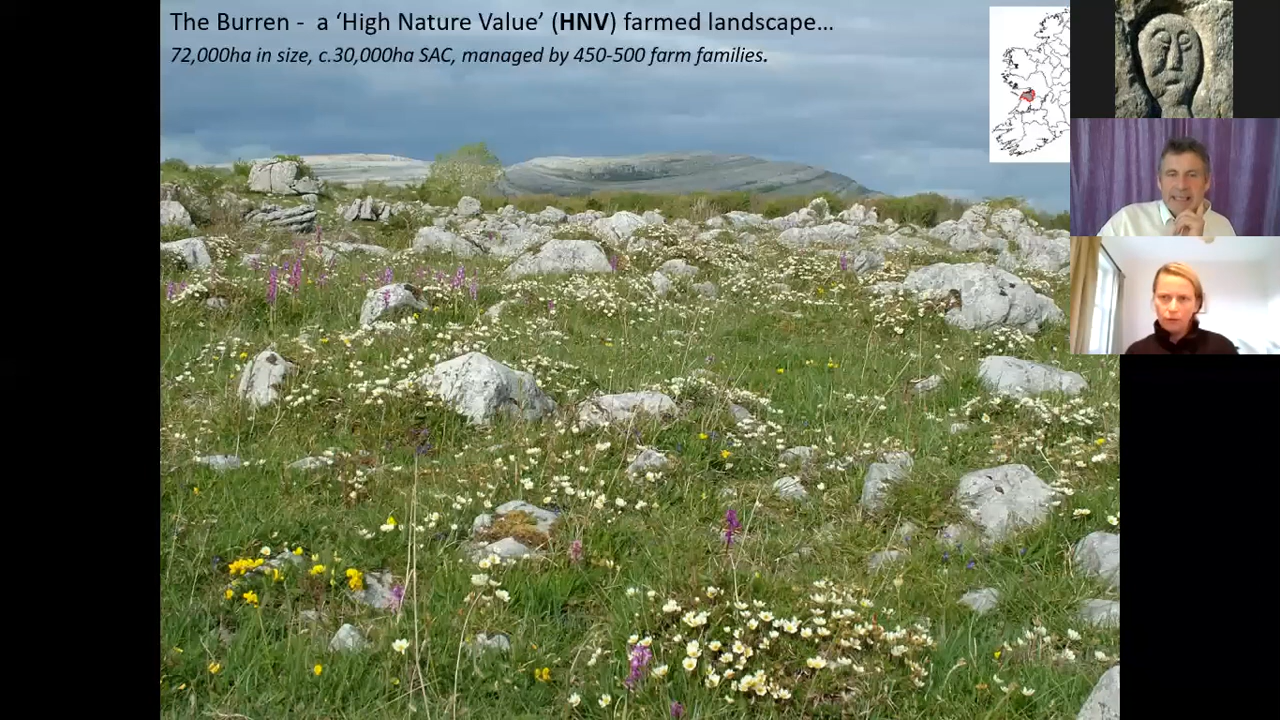 The Burren -  a ‘High Nature Value’ (HNV) farmed landscape…
72,000ha in size, c.30,000ha SAC, managed by 450-500 farm families.